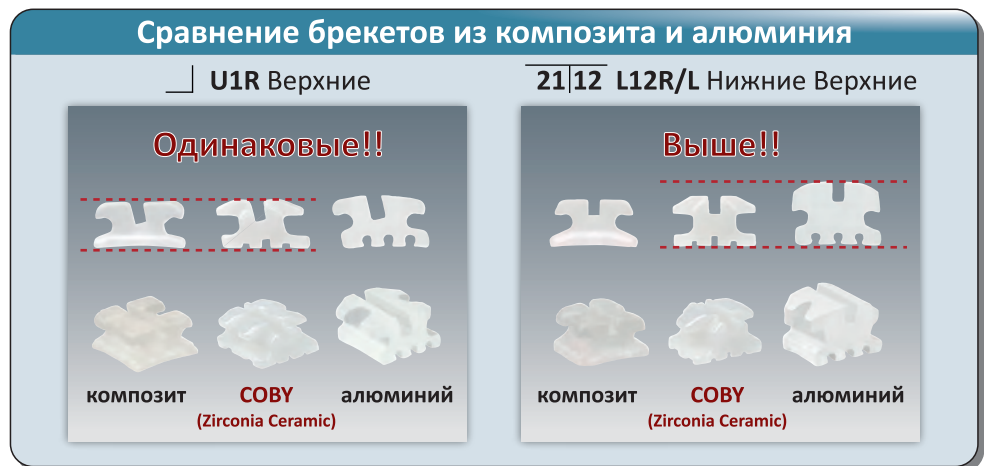 Сравнение брекетов из композита и алюминия
U1R Верхние
21|12 L12R/L Нижние Верхние
Одинаковые!!
Выше!!
композит COBY алюминий
(Zirconia Ceramic)
композит COBY алюминий
(Zirconia Ceramic)